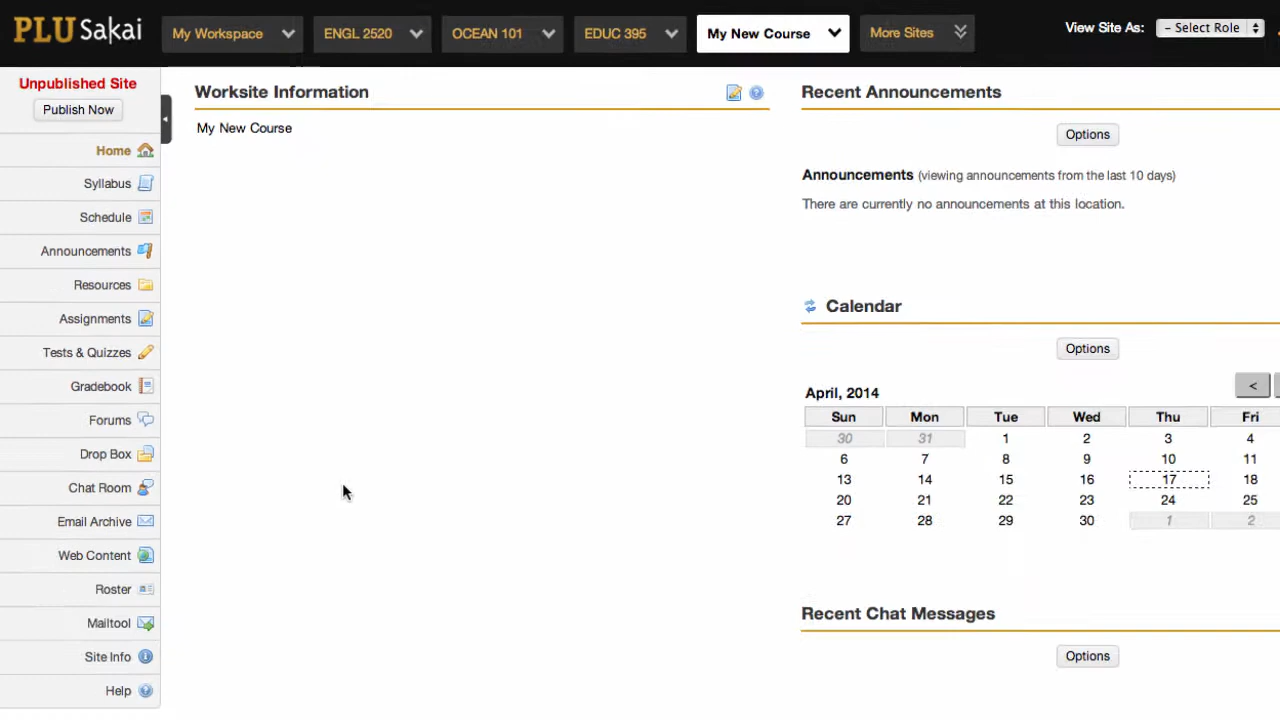 PLU Sakai
My Workspace
ENGL 2520
OCEAN 101
EDUC 395
My New Course
More Sites
View Site As:
- Select Role
Unpublished Site
Publish Now
Home
Syllabus
Schedule
Announcements
Resources
Assignments
Tests & Quizzes
Gradebook
Forums
Drop Box
Chat Room
Email Archive
Web Content
Roster
Mailtool
Site Info
Help
Worksite Information
My New Course
Recent Announcements
Options
Announcements (viewing announcements from the last 10 days)
There are currently no announcements at this location.
Calendar
Options
April, 2014
<
Sun Mon Tue Wed Thu Fri
30 31 1 2 3 4
6 7 8 9 10 11
13 14 15 16 17 18
20 21 22 23 24 25
27 28 29 30 1 2
Recent Chat Messages
Options